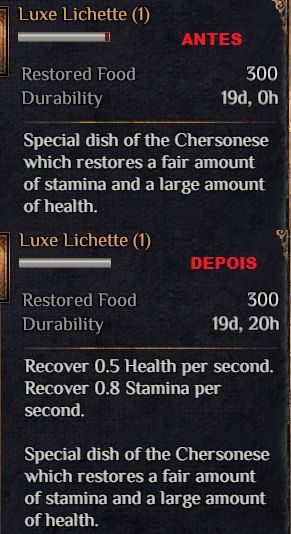 Luxe Lichette (1)
ANTES
Restored Food 300
Durability 19d, 0h
Special dish of the Chersonese
which restores a fair amount
of stamina and a large amount
of health.
Luxe Lichette (1)
DEPOIS
Restored Food 300
Durability 19d, 20h
Recover 0.5 Health per second.
Recover 0.8 Stamina per
second.
Special dish of the Chersonese
which restores a fair amount
of stamina and a large amount
of health.